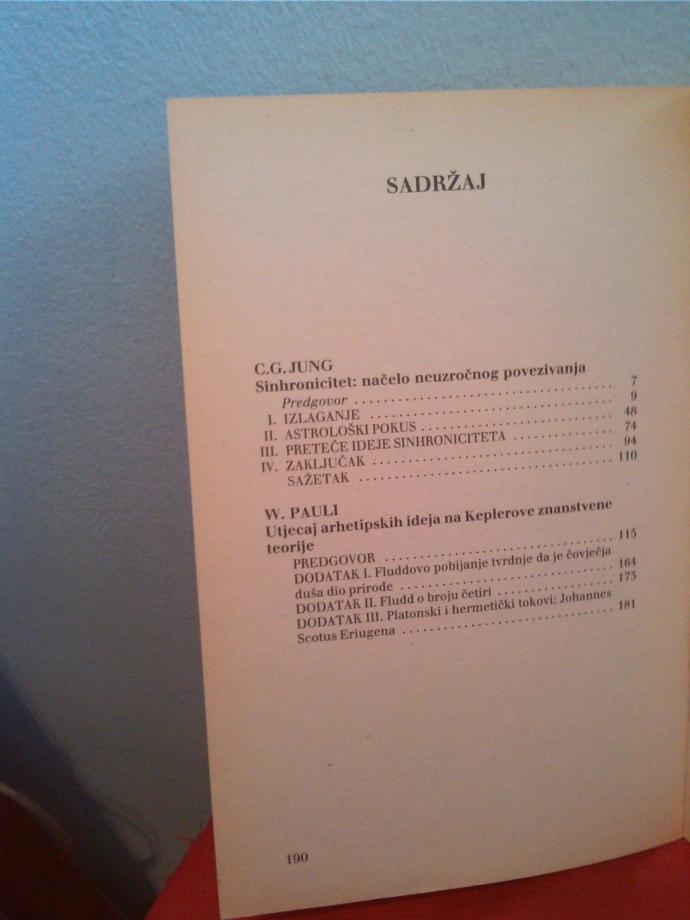 SADRŽAJ
C.G. JUNG
Sinhronicitet: načelo neuzročnog povezivanja
Predgovor . . . . . . . . . . . . . . . . . . . . . . . . . . . . . . . . 7
I. IZLAGANJE . . . . . . . . . . . . . . . . . . . . . . . . . . . . . . 9
II. ASTROLOŠKI POKUS . . . . . . . . . . . . . . . . . . . . . . . . 48
III. PRETEČE IDEJE SINHRONICITETA . . . . . . . . . . . . . . 74
IV. ZAKLJUČAK . . . . . . . . . . . . . . . . . . . . . . . . . . . . . 94
SAŽETAK . . . . . . . . . . . . . . . . . . . . . . . . . . . . . . . 110
W. PAULI
Utjecaj arhetipskih ideja na Keplerove znanstvene
teorije
PREDGOVOR . . . . . . . . . . . . . . . . . . . . . . . . . . . . 115
DODATAK I. Fluddovo pobijanje tvrdnje da je čovječja
duša dio prirode . . . . . . . . . . . . . . . . . . . . . . . . . . 164
DODATAK II. Fludd o broju četiri . . . . . . . . . . . . . . . 175
DODATAK III. Platonski i hermetički tokovi: Johannes
Scotus Eriugena . . . . . . . . . . . . . . . . . . . . . . . . . . 181
190